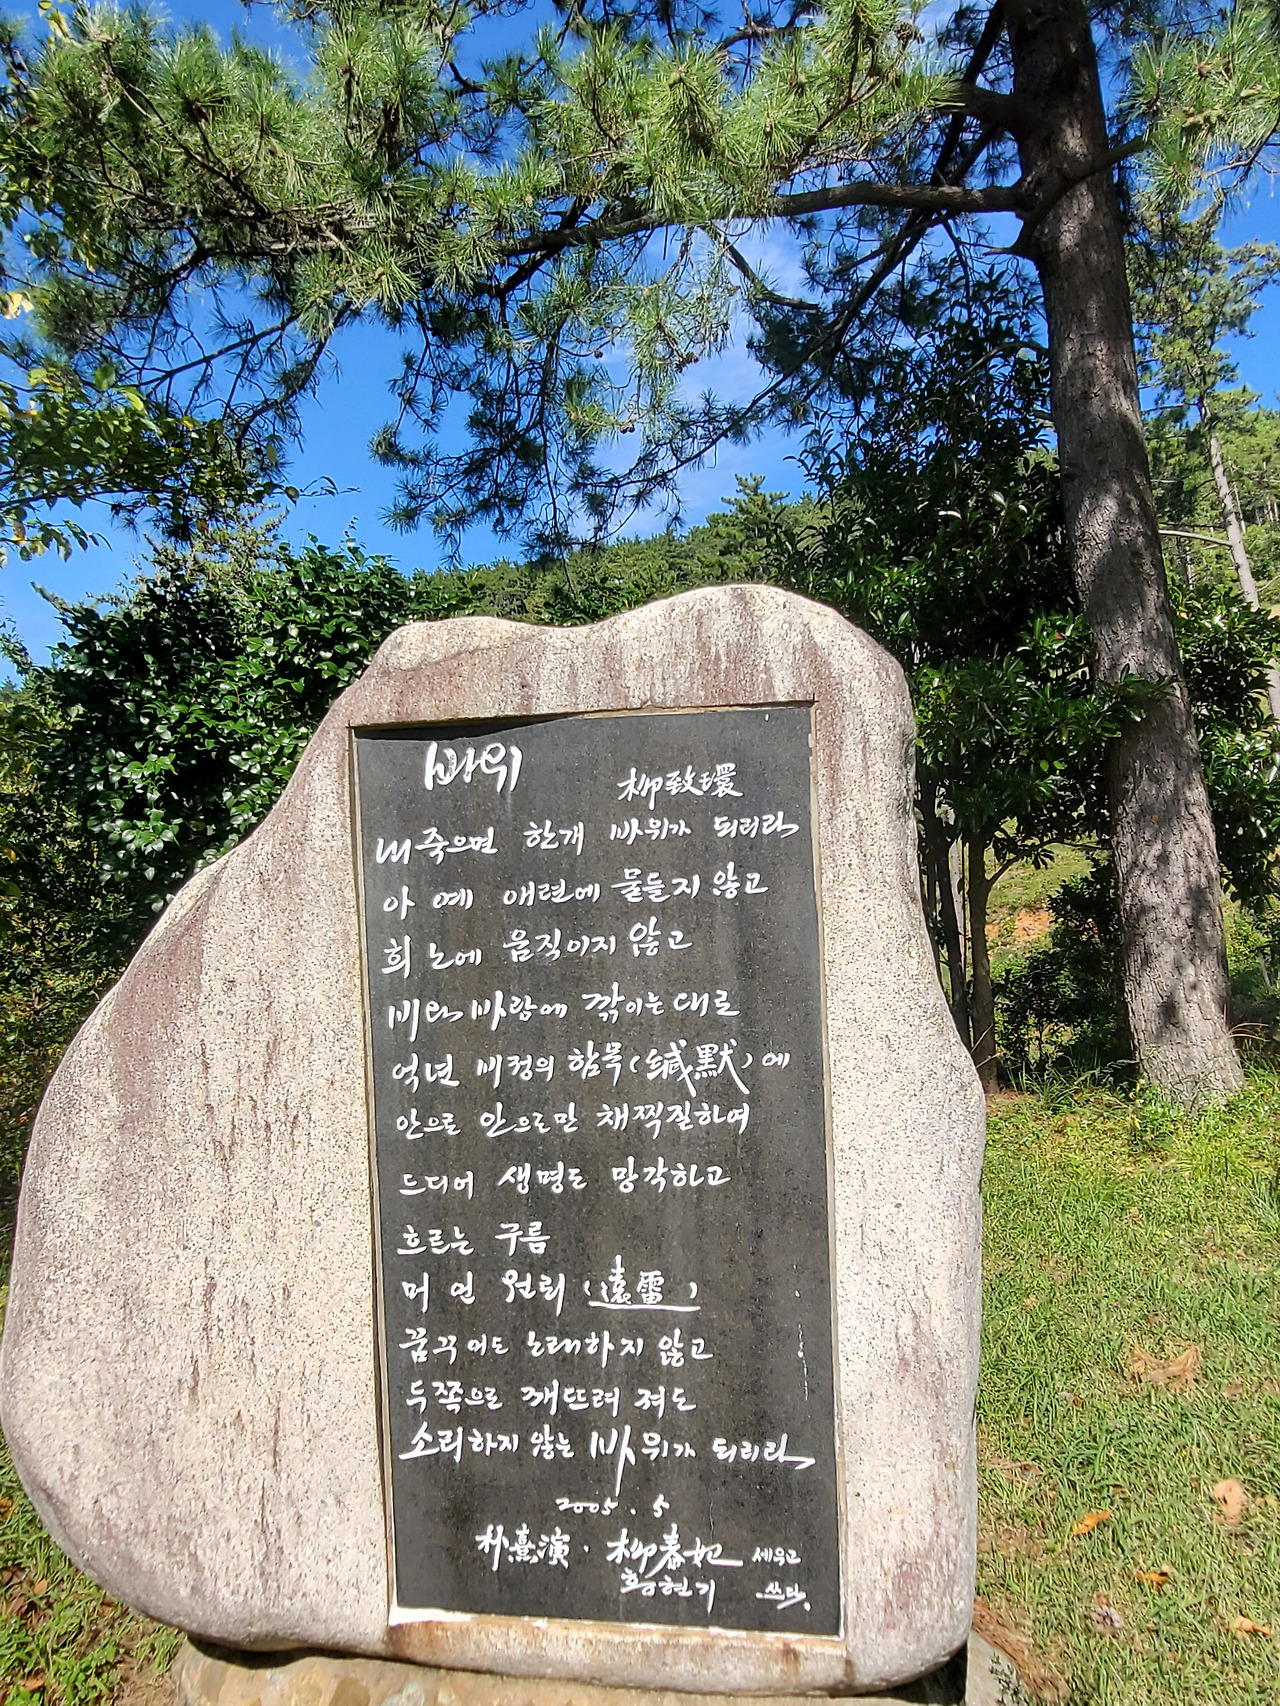 바위
柳致環
내 죽으면 한개 바위가 되리라
아 예 애련에 물들지 않고
희 노에 움직이지 않고
비와 바람에 깎이는 대로
억년 비정의 함묵(緘默)에
안으로 안으로만 채찍질하여
드디어 생명도 망각하고
흐르는 구름
머 언 원뢰 (遠雷)
꿈꾸 어도 노래하지 않고
두쪽으로 깨뜨려 져도
소리하지 않는 바위가 되리라
2005. 5
朴熹演 · 柳春妃 세우고
황현기 쓰다.